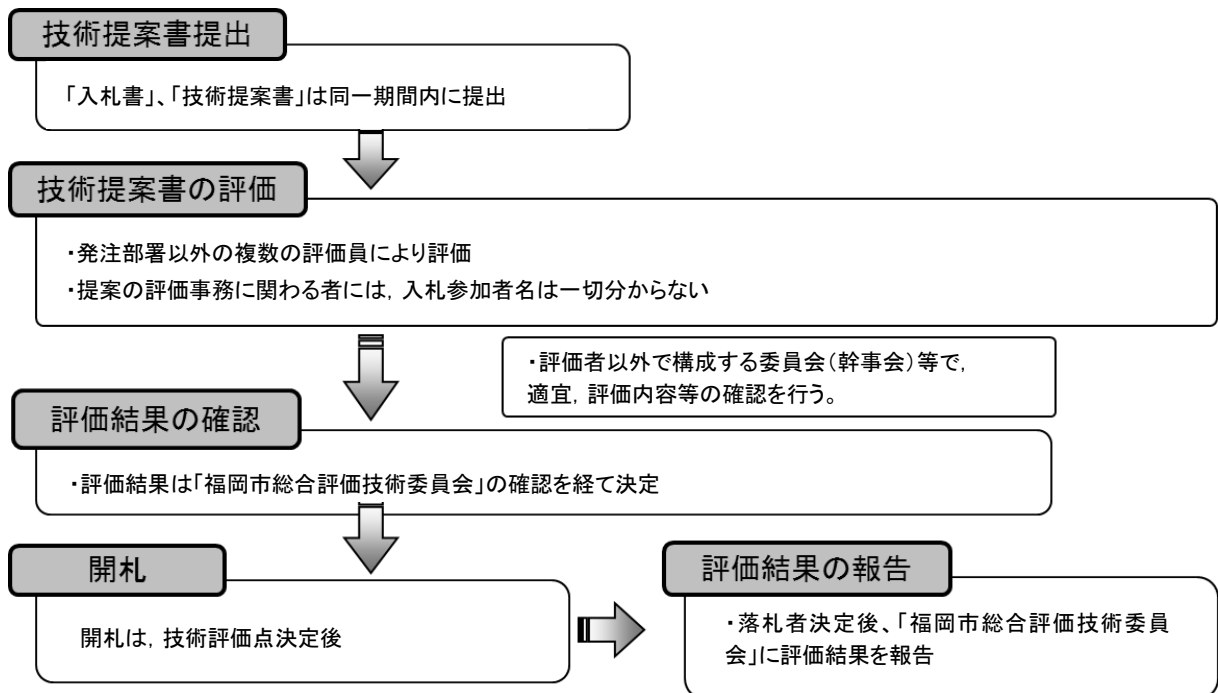 技術提案書提出
「入札書」、「技術提案書」は同一期間内に提出
技術提案書の評価
・発注部署以外の複数の評価員により評価
・提案の評価事務に関わる者には，入札参加者名は一切分からない
・評価者以外で構成する委員会（幹事会）等で，
適宜，評価内容等の確認を行う。
評価結果の確認
・評価結果は「福岡市総合評価技術委員会」の確認を経て決定
開札
開札は，技術評価点決定後
評価結果の報告
・落札者決定後、「福岡市総合評価技術委員
会」に評価結果を報告